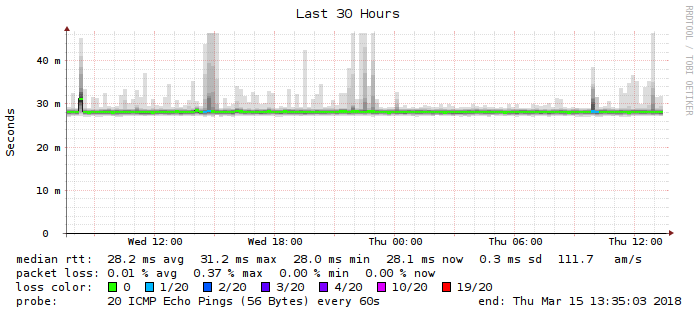 Last 30 Hours
RRDTOOL / TOBI OETIKER
Seconds
40 m
30 m
20 m
10 m
0
Wed 12:00 Wed 18:00 Thu 00:00 Thu 06:00 Thu 12:00
median rtt: 28.2 ms avg 31.2 ms max 28.0 ms min 28.1 ms now 0.3 ms sd 111.7 am/s
packet loss: 0.01 % avg 0.37 % max 0.00 % min 0.00 % now
loss color: 0 1/20 2/20 3/20 4/20 10/20 19/20
probe: 20 ICMP Echo Pings (56 Bytes) every 60s end: Thu Mar 15 13:35:03 2018